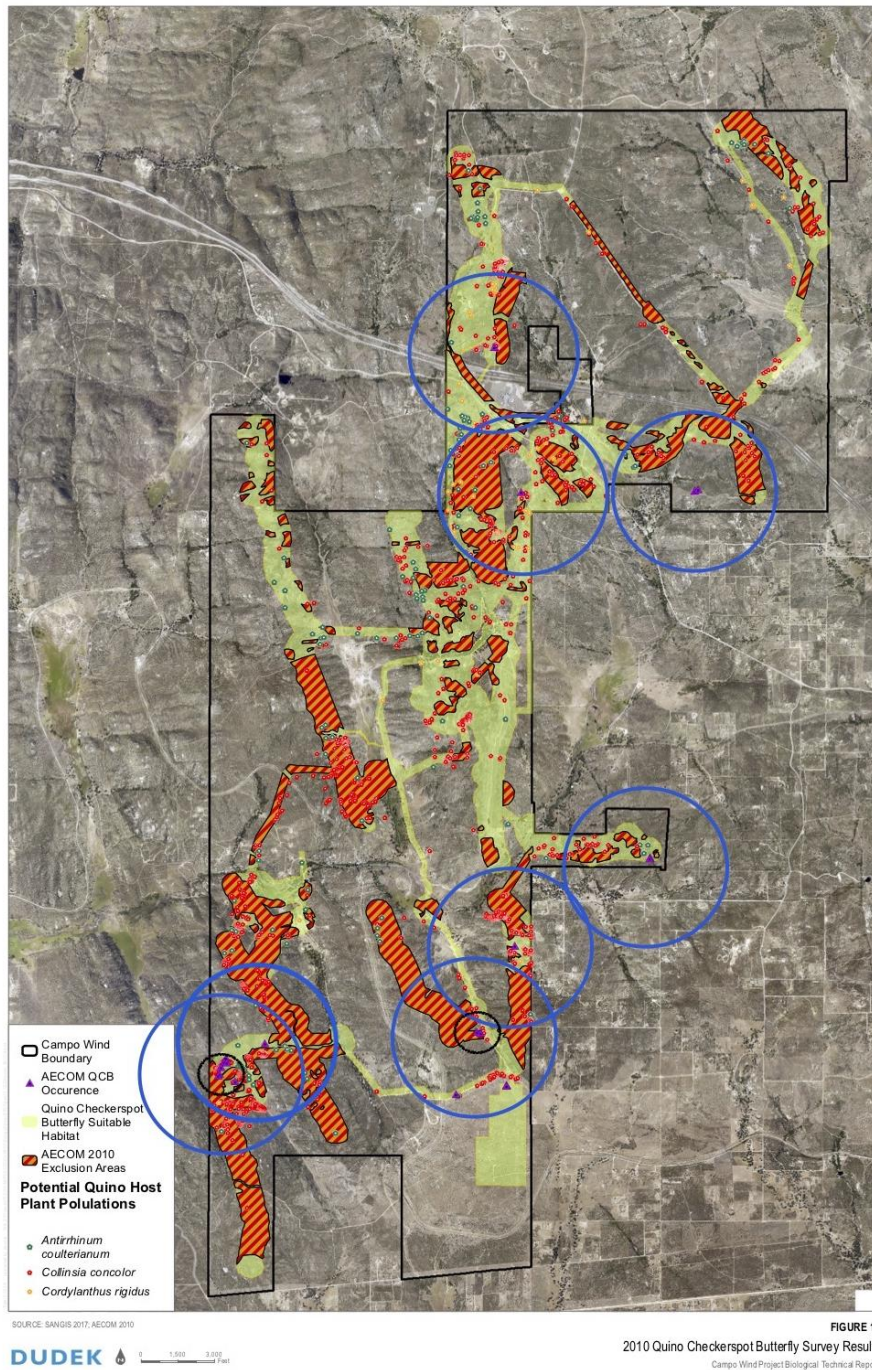 Campo Wind
Boundary
AECOM QCB
Occurence
Quino Checkerspot
Butterfly Suitable
Habitat
AECOM 2010
Exclusion Areas
Potential Quino Host
Plant Polulations
Antirrhinum
coulterianum
Collinsia concolor
Cordylanthus rigidus
SOURCE: SANGIS 2017; AECOM 2010
DUDEK
0 1,500 3,000
Feet
FIGURE
2010 Quino Checkerspot Butterfly Survey Resul
Campo Wind Project Biological Technical Repo